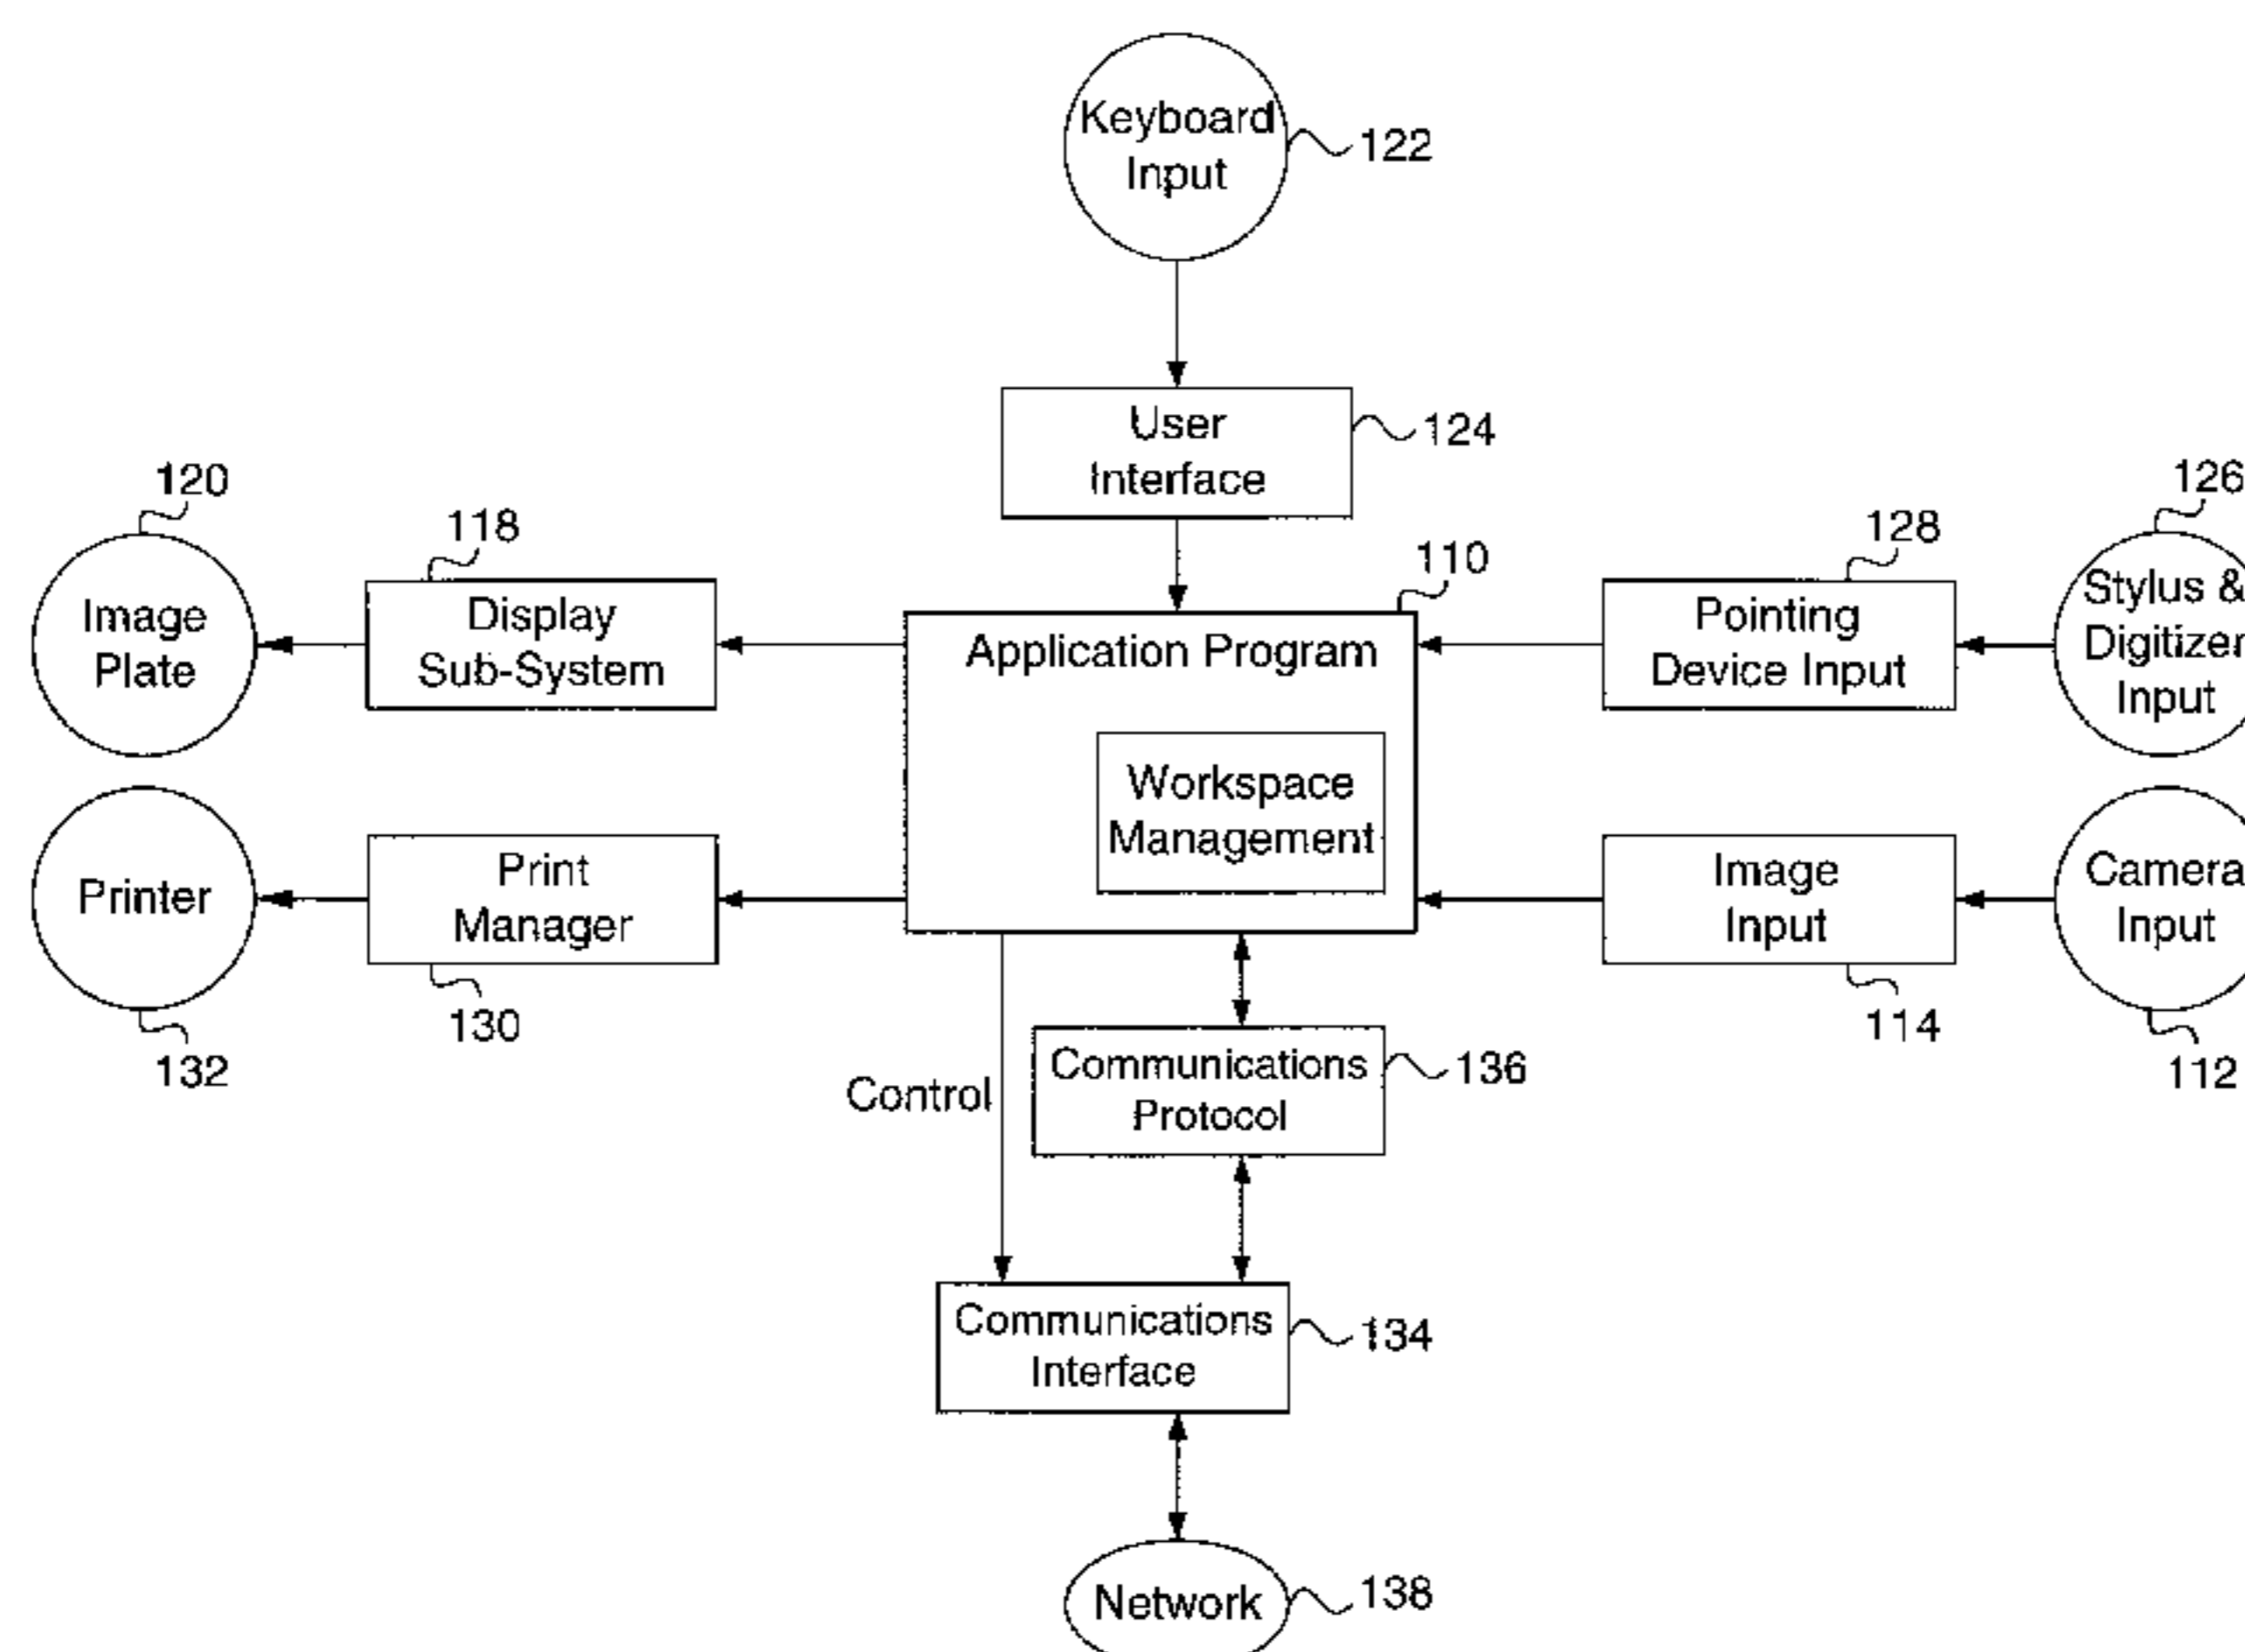 Keyboard
Input
122
User
Interface
124
120
118
110
128
126
Image
Plate
Display
Sub-System
Application Program
Pointing
Device Input
Stylus &
Digitizer
Input
Workspace
Management
Printer
Print
Manager
Image
Input
Camera
Input
132
130
114
112
Control
Communications
Protocol
136
Communications
Interface
134
Network
138